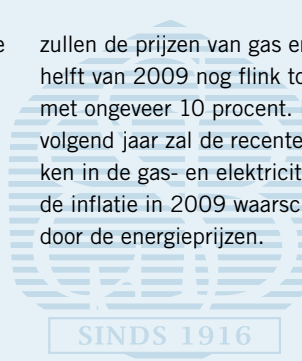 e
zullen de prijzen van gas en
helft van 2009 nog flink to
met ongeveer 10 procent.
volgend jaar zal de recente
ken in de gas- en elektricit
de inflatie in 2009 waarsc
door de energieprijzen.
SINDS 1916